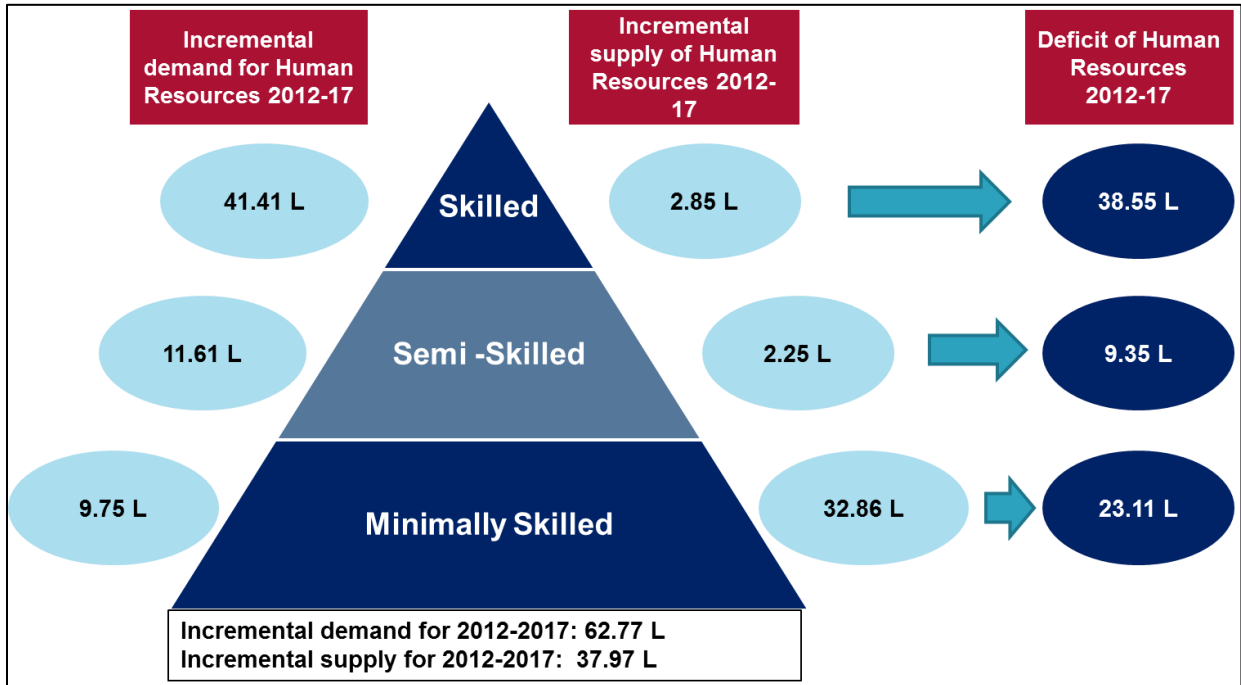 Incremental
demand for Human
Resources 2012-17
Incremental
supply of Human
Resources 2012-
17
Deficit of Human
Resources
2012-17
41.41 L
Skilled
2.85 L
38.55 L
11.61 L
Semi -Skilled
2.25 L
9.35 L
9.75 L
Minimally Skilled
32.86 L
23.11 L
Incremental demand for 2012-2017: 62.77 L
Incremental supply for 2012-2017: 37.97 L